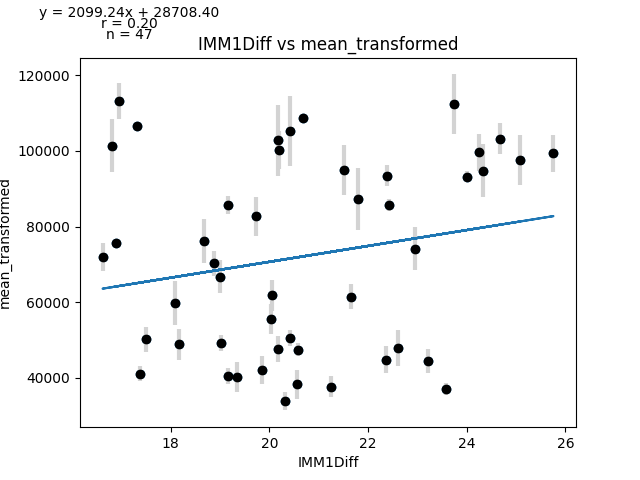 y = 2099.24x + 28708.40
r = 0.20
n = 47
IMM1Diff vs mean_transformed
120000
100000
80000
60000
40000
mean_transformed
18 20 22 24 26
IMM1Diff